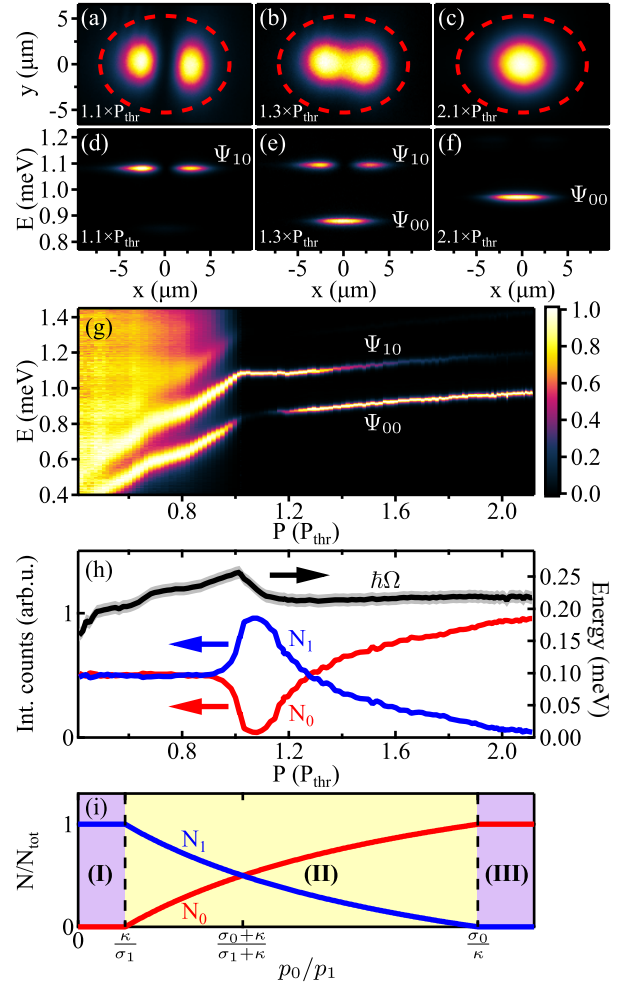 (a) (b) (c)
y (μm) 5 0 -5
1.1×P_thr 1.3×P_thr 2.1×P_thr
(d) Ψ₁₀ (e) Ψ₁₀ (f)
E (meV) 1.2 1.1 1.0 0.9 0.8
Ψ₀₀ Ψ₀₀
1.1×P_thr 1.3×P_thr 2.1×P_thr
-5 0 5 -5 0 5 -5 0 5
x (μm) x (μm) x (μm)
(g)
E (meV) 1.4 1.2 1.0 0.8 0.6 0.4
Ψ₁₀
Ψ₀₀
1.0 0.8 0.6 0.4 0.2 0.0
0.8 1.2 1.6 2.0
P (P_thr)
(h) ħΩ
Int. counts (arb.u.) 1 0
N₁
N₀
0.25 0.20 0.15 0.10 0.05 0.00
Energy (meV)
0.8 1.2 1.6 2.0
P (P_thr)
(i)
N/N_tot 1 0
N₁
(I) (II) (III)
N₀
0 κ/σ₁ σ₀+κ/σ₁+κ σ₀/κ
p₀/p₁